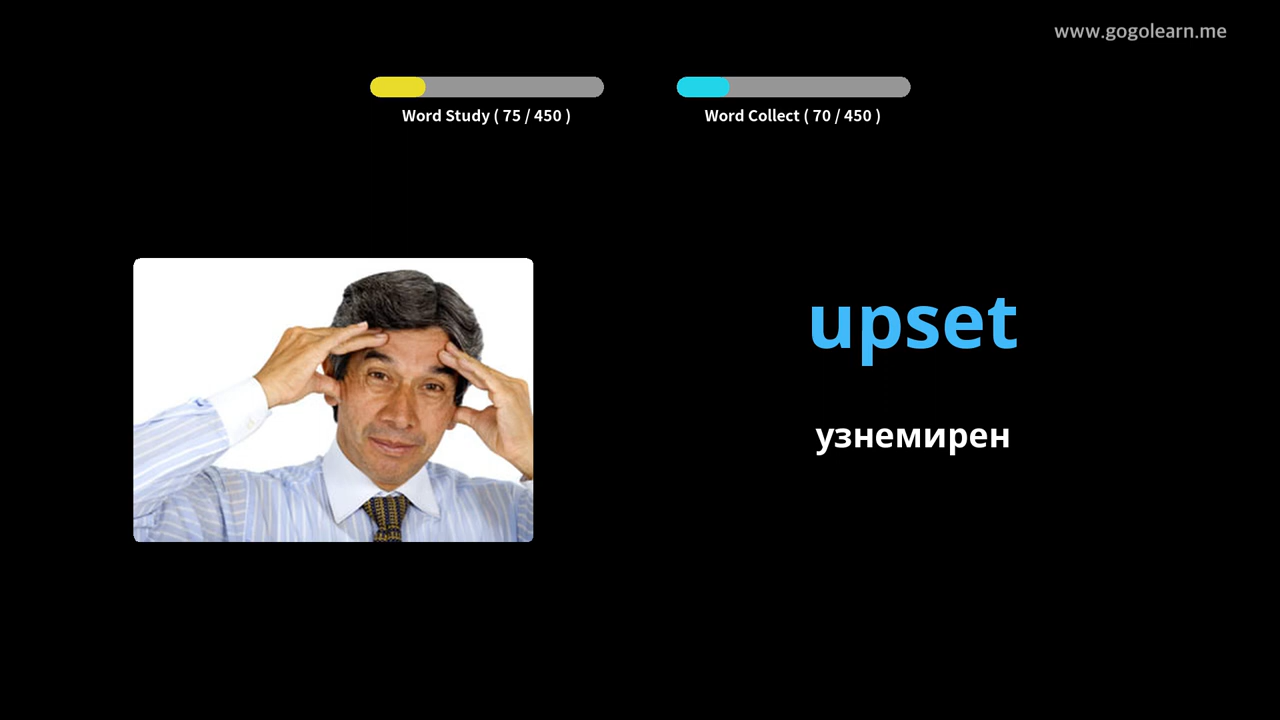 www.gogolearn.me
Word Study ( 75 / 450 )
Word Collect ( 70 / 450 )
upset
узнемирен